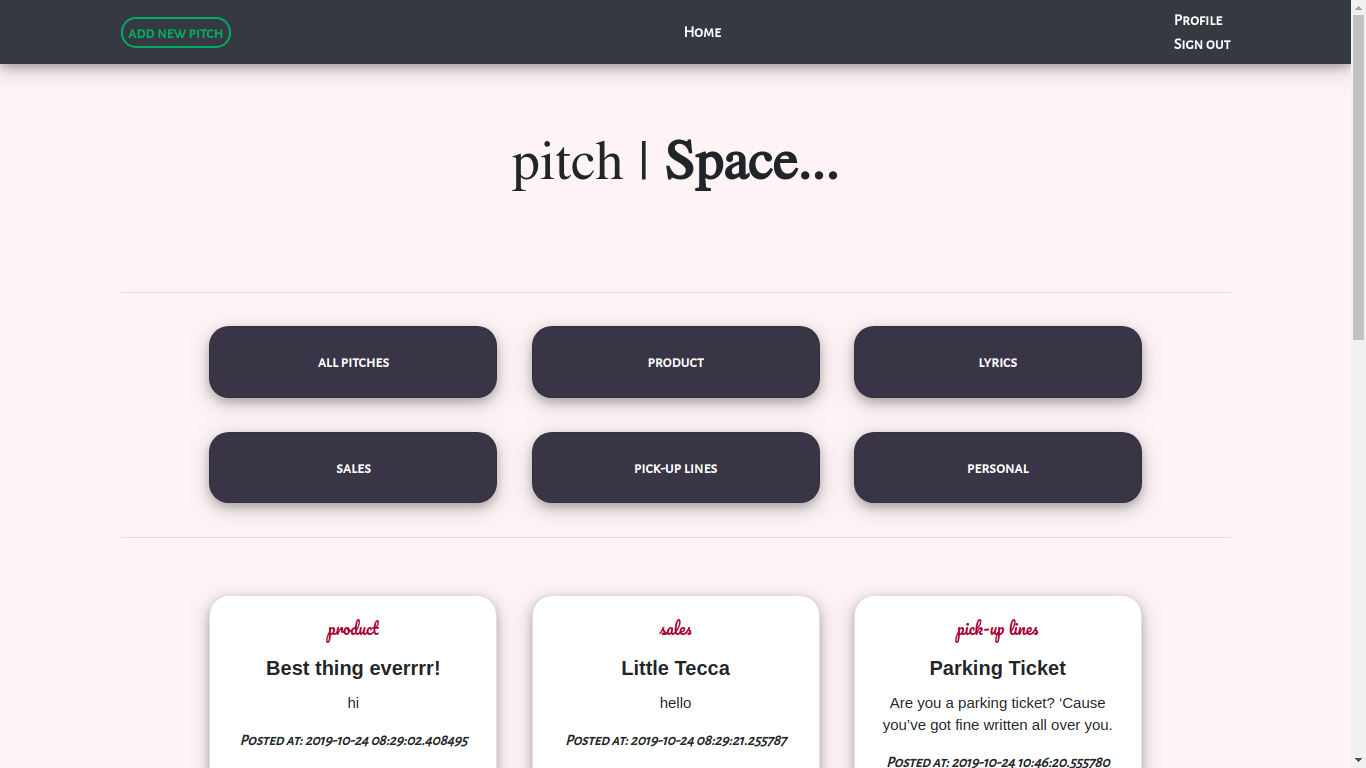 ADD NEW PITCH
Home
Profile
Sign out
pitch | Space...
ALL PITCHES
PRODUCT
LYRICS
SALES
PICK-UP LINES
PERSONAL
product
Best thing everrrr!
hi
Posted at: 2019-10-24 08:29:02.408495
sales
Little Tecca
hello
Posted at: 2019-10-24 08:29:21.255787
pick-up lines
Parking Ticket
Are you a parking ticket? ‘Cause
you’ve got fine written all over you.
Posted at: 2019-10-24 10:46:20.555780